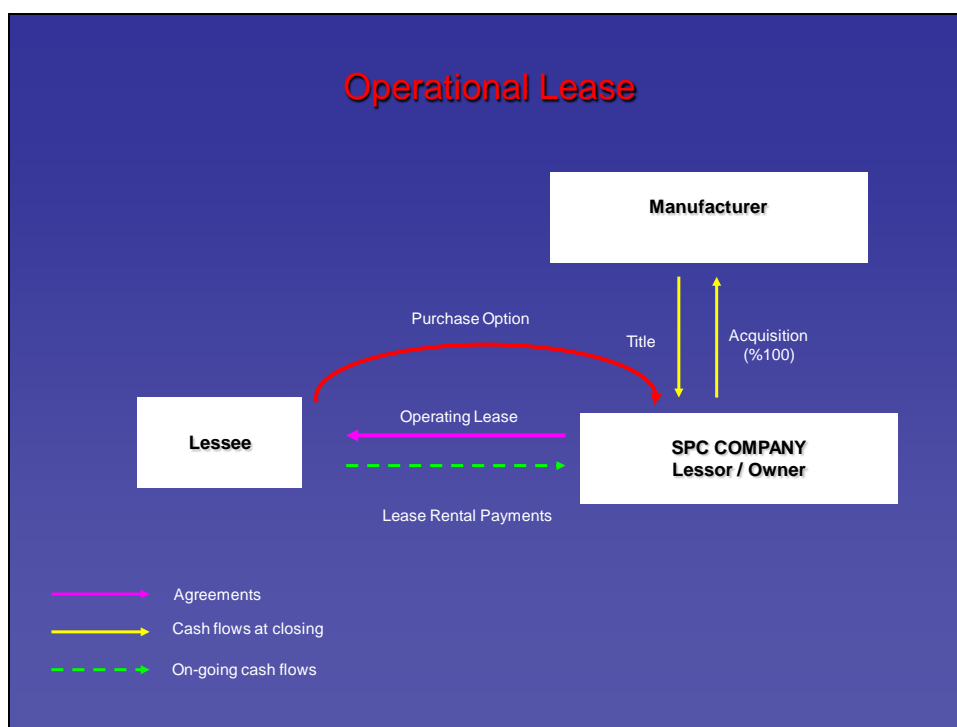 Operational Lease
Manufacturer
Purchase Option
Title
Acquisition
(%100)
Operating Lease
Lessee
SPC COMPANY
Lessor / Owner
Lease Rental Payments
Agreements
Cash flows at closing
On-going cash flows